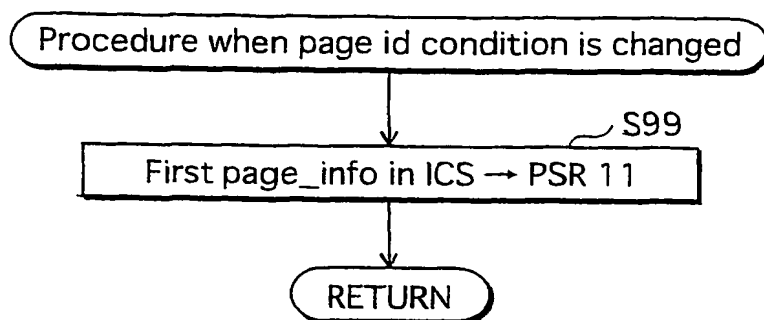 Procedure when page id condition is changed
S99
First page_info in ICS → PSR 11
RETURN